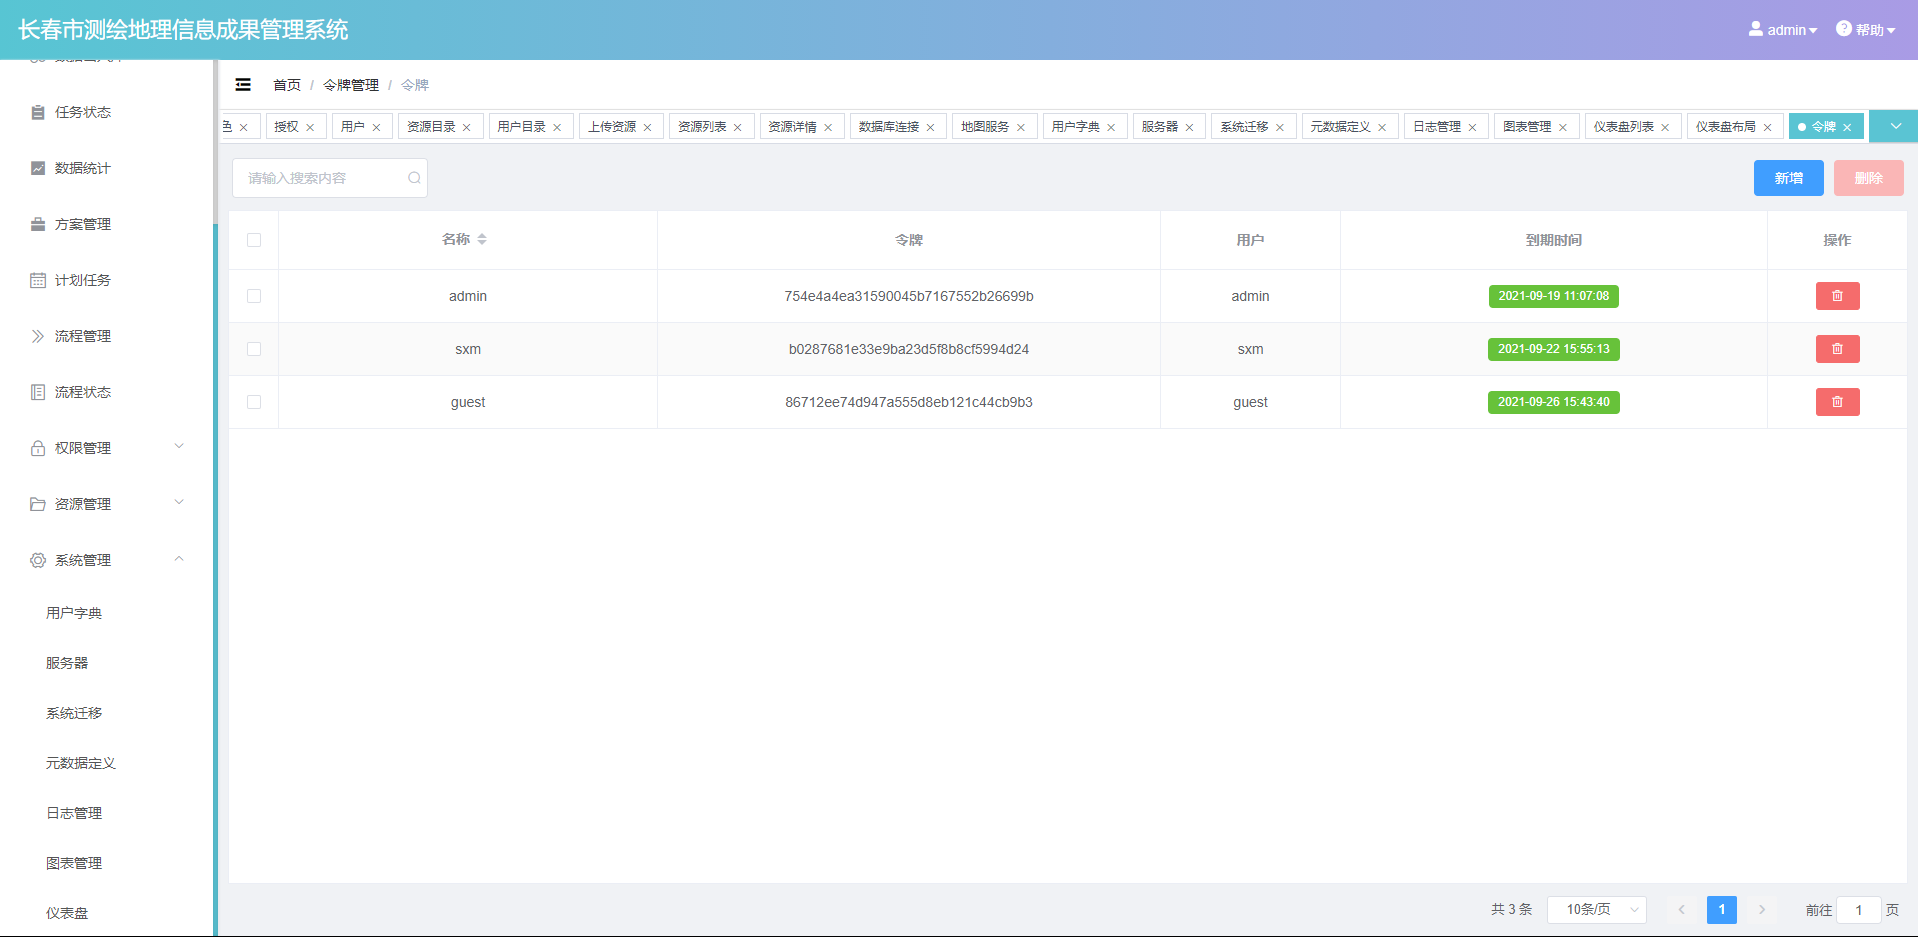 长春市测绘地理信息成果管理系统
admin
帮助
任务状态
数据统计
方案管理
计划任务
流程管理
流程状态
权限管理
资源管理
系统管理
用户字典
服务器
系统迁移
元数据定义
日志管理
图表管理
仪表盘
首页 / 令牌管理 / 令牌
色 授权 用户 资源目录 用户目录 上传资源 资源列表 资源详情 数据库连接 地图服务 用户字典 服务器 系统迁移 元数据定义 日志管理 图表管理 仪表盘列表 仪表盘布局 令牌
请输入搜索内容 新增 删除
名称 令牌 用户 到期时间 操作
admin 754e4a4ea31590045b7167552b26699b admin 2021-09-19 11:07:08
sxm b0287681e33e9ba23d5f8b8cf5994d24 sxm 2021-09-22 15:55:13
guest 86712ee74d947a555d8eb121c44cb9b3 guest 2021-09-26 15:43:40
共 3 条 10条/页 1 前往 1 页